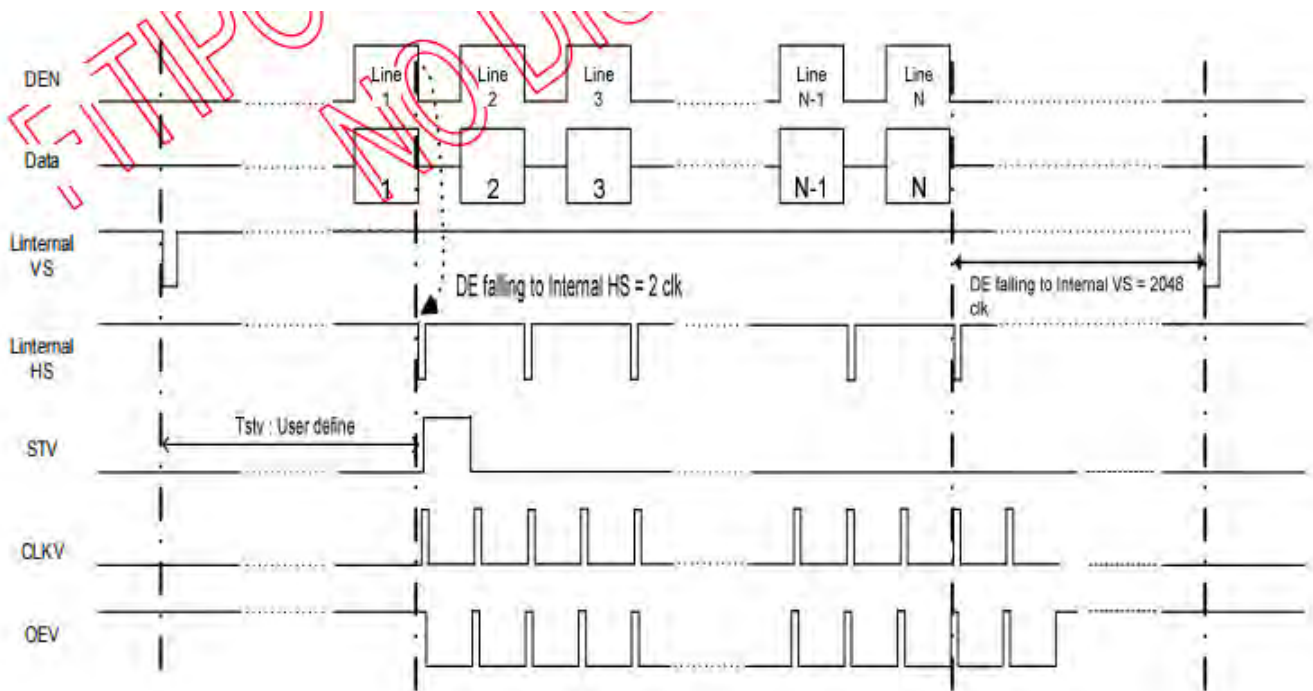 DEN
Line
1
Line
2
Line
3
Line
N-1
Line
N
Data
1
2
3
N-1
N
Linternal
VS
DE falling to Internal HS = 2 clk
DE falling to Internal VS = 2048
clk
Linternal
HS
Tstv : User define
STV
CLKV
OEV
NO